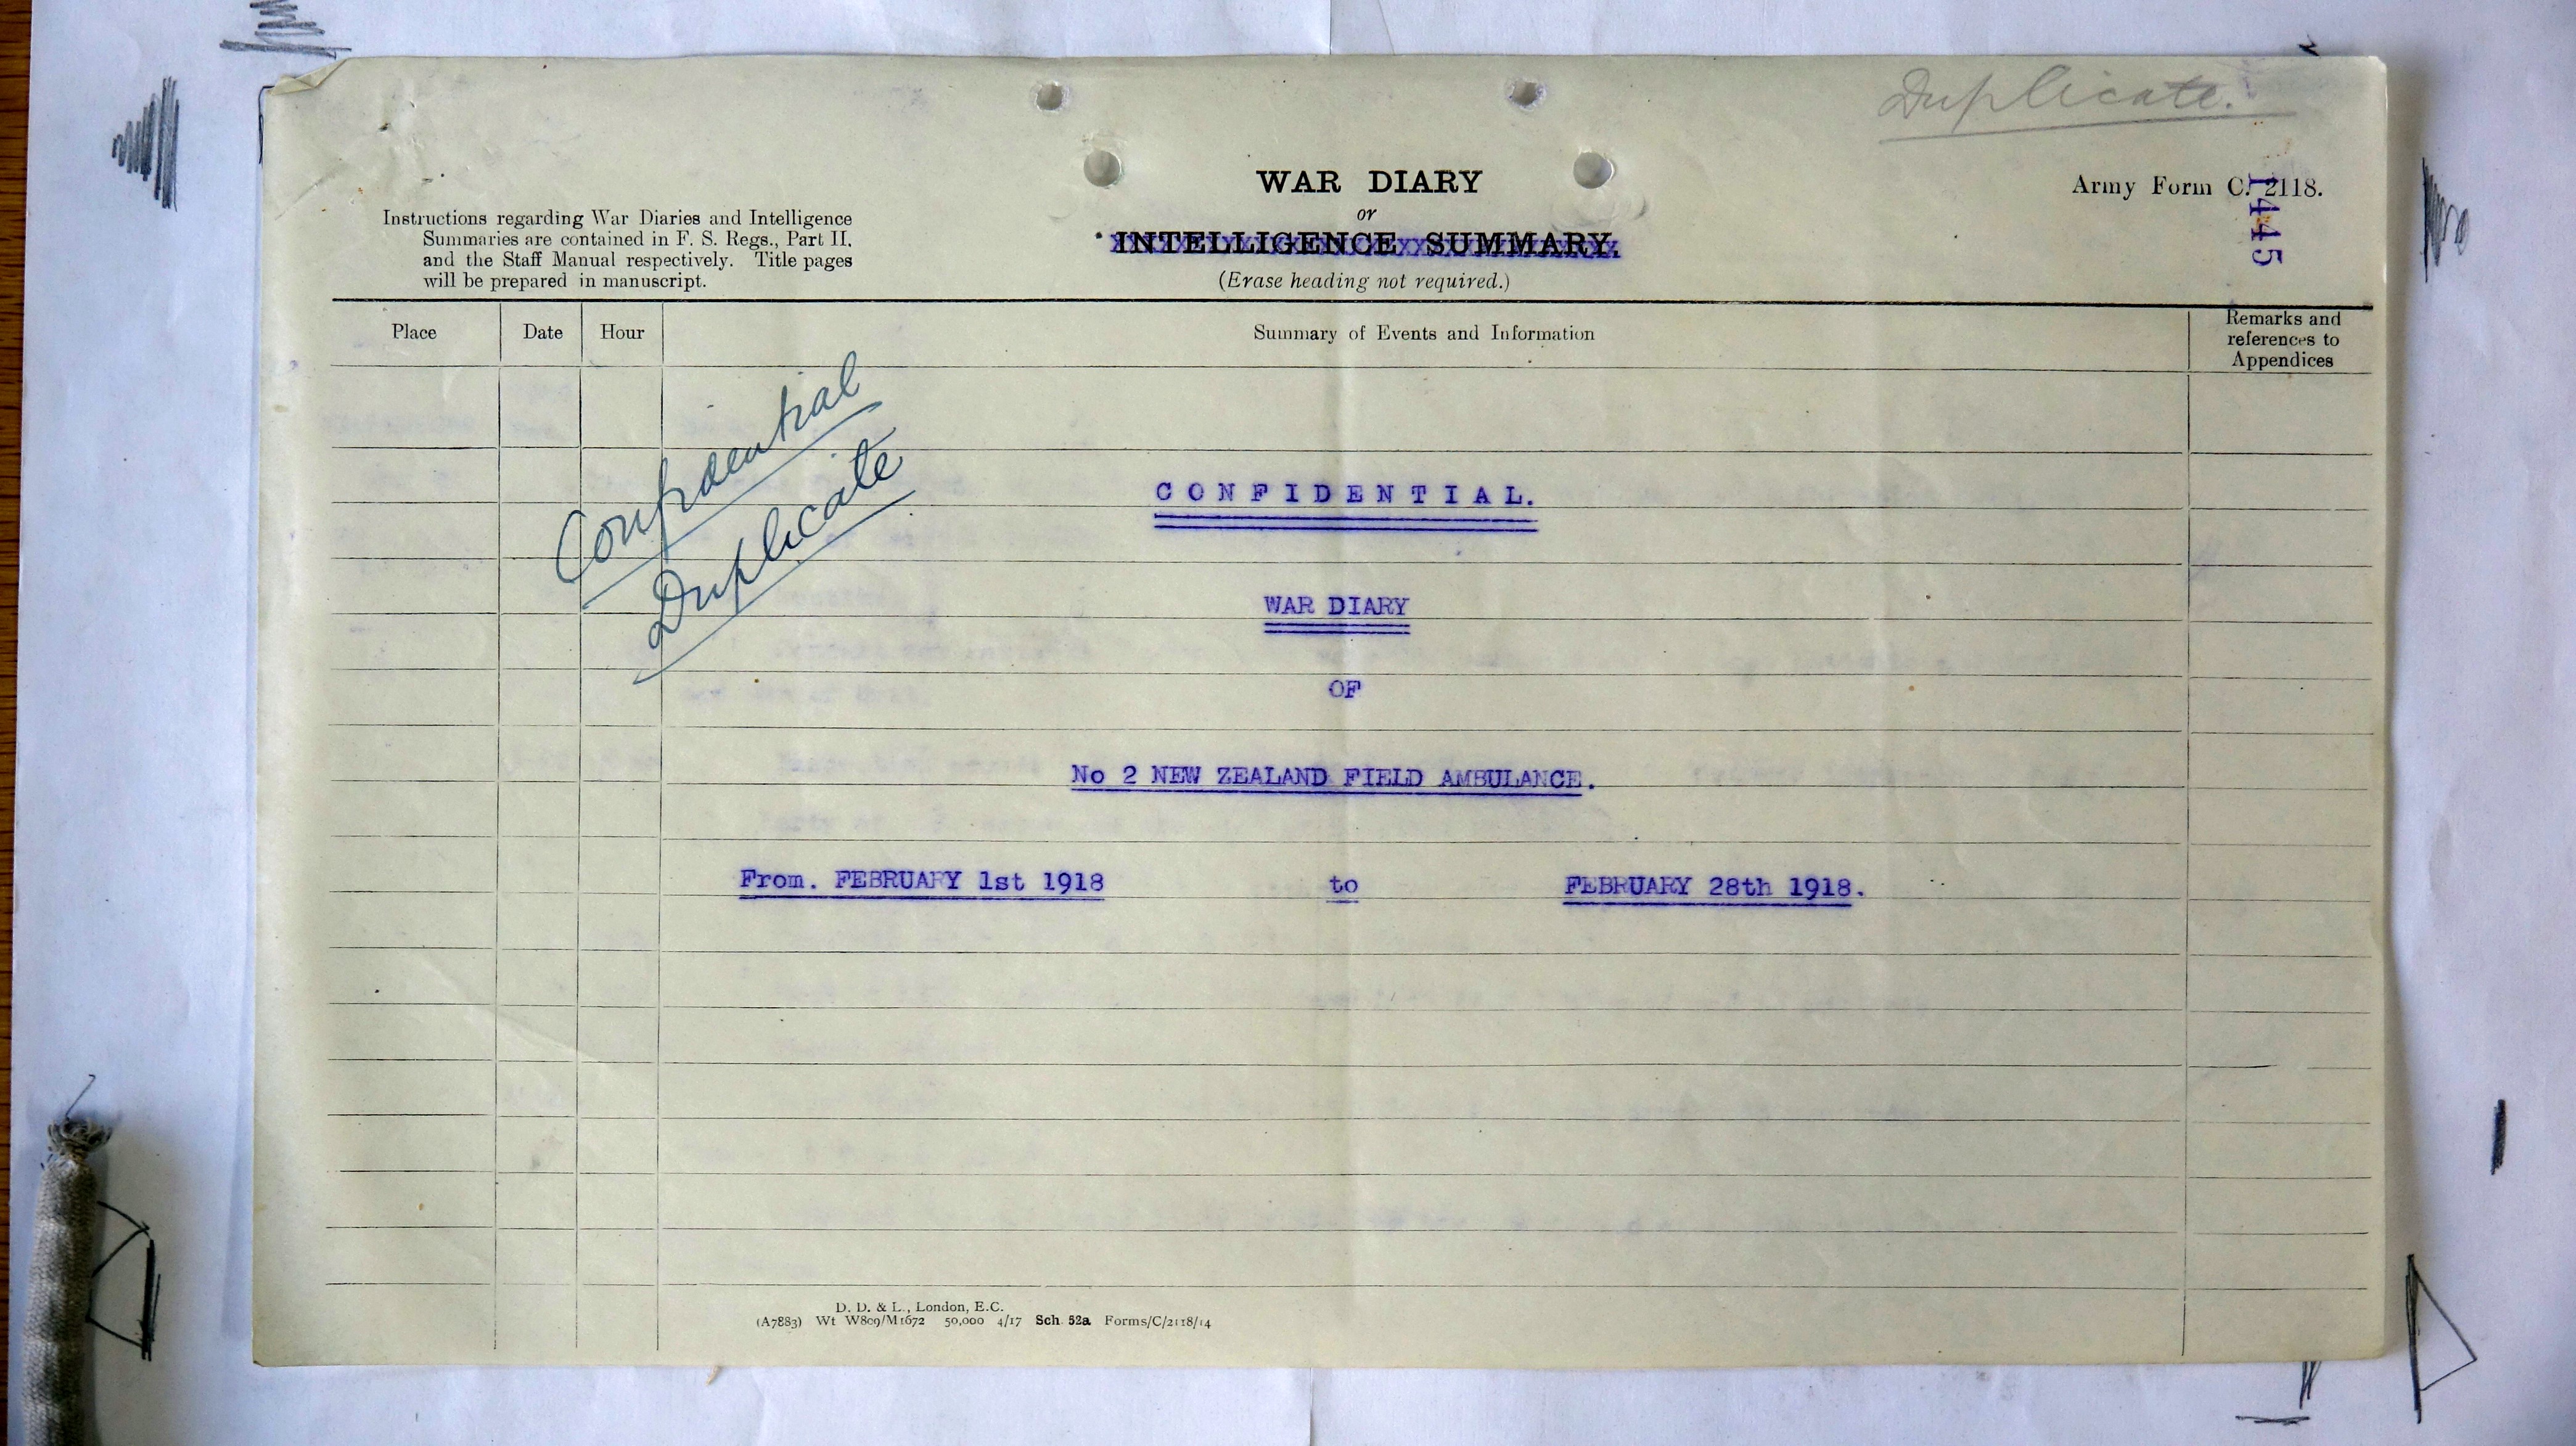 Duplicate.
WAR DIARY
Army Form C. 2118.
1445
or
INTELLIGENCE SUMMARY.
(Erase heading not required.)
Instructions regarding War Diaries and Intelligence
Summaries are contained in F. S. Regs., Part II.
and the Staff Manual respectively. Title pages
will be prepared in manuscript.
Place
Date
Hour
Summary of Events and Information
Remarks and
references to
Appendices
Confidential
Duplicate
CONFIDENTIAL.
WAR DIARY
OF
No 2 NEW ZEALAND FIELD AMBULANCE.
From. FEBRUARY 1st 1918 to FEBRUARY 28th 1918.
D. D. & L., London, E.C.
(A7883) Wt W809/M1672 50,000 4/17 Sch. 52a Forms/C/2118/14